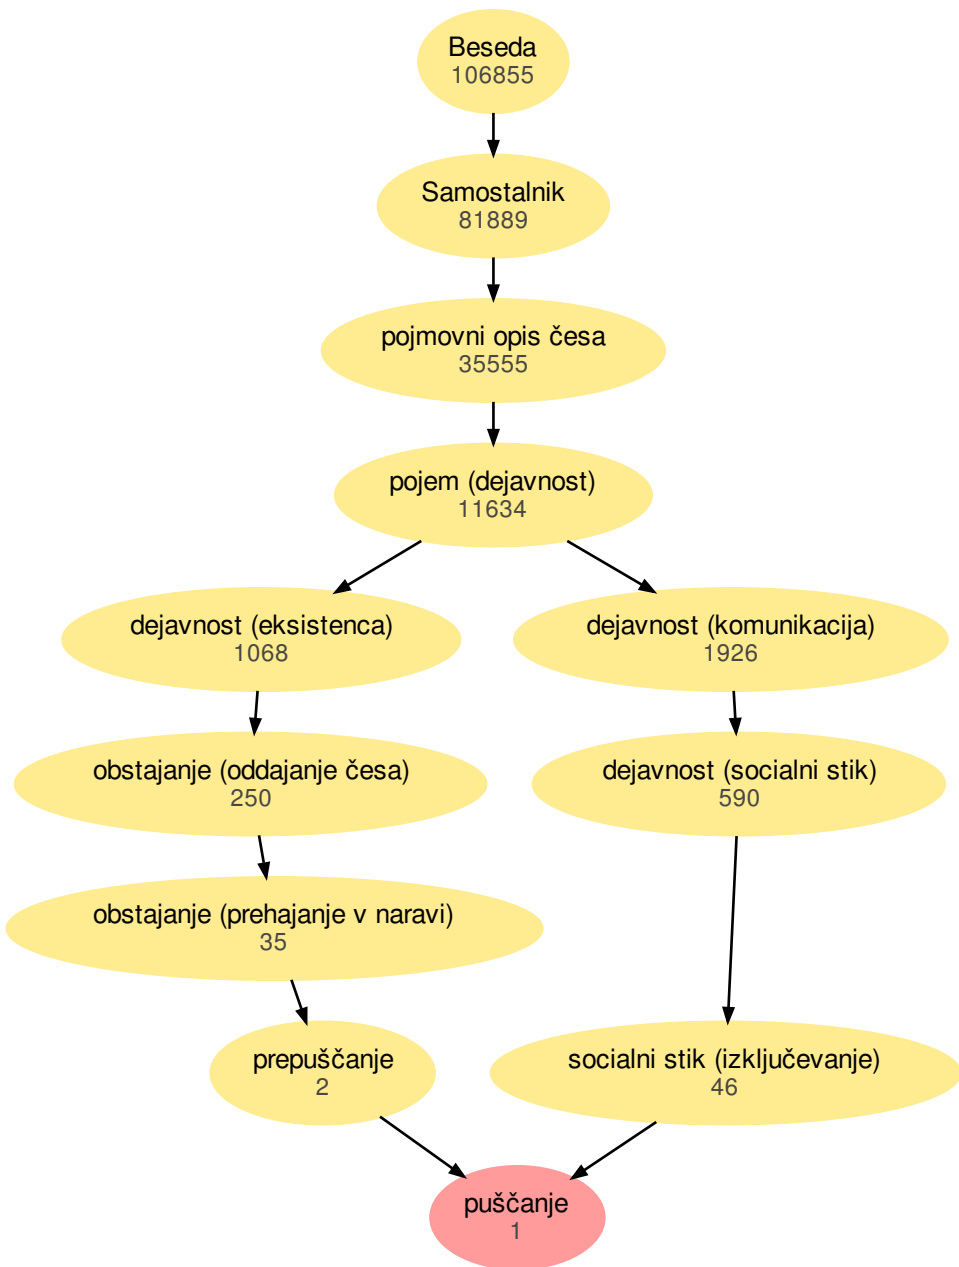 Beseda
106855
Samostalnik
81889
pojmovni opis česa
35555
pojem (dejavnost)
11634
dejavnost (eksistenca)
1068
dejavnost (komunikacija)
1926
obstajanje (oddajanje česa)
250
dejavnost (socialni stik)
590
obstajanje (prehajanje v naravi)
35
prepuščanje
2
socialni stik (izključevanje)
46
puščanje
1